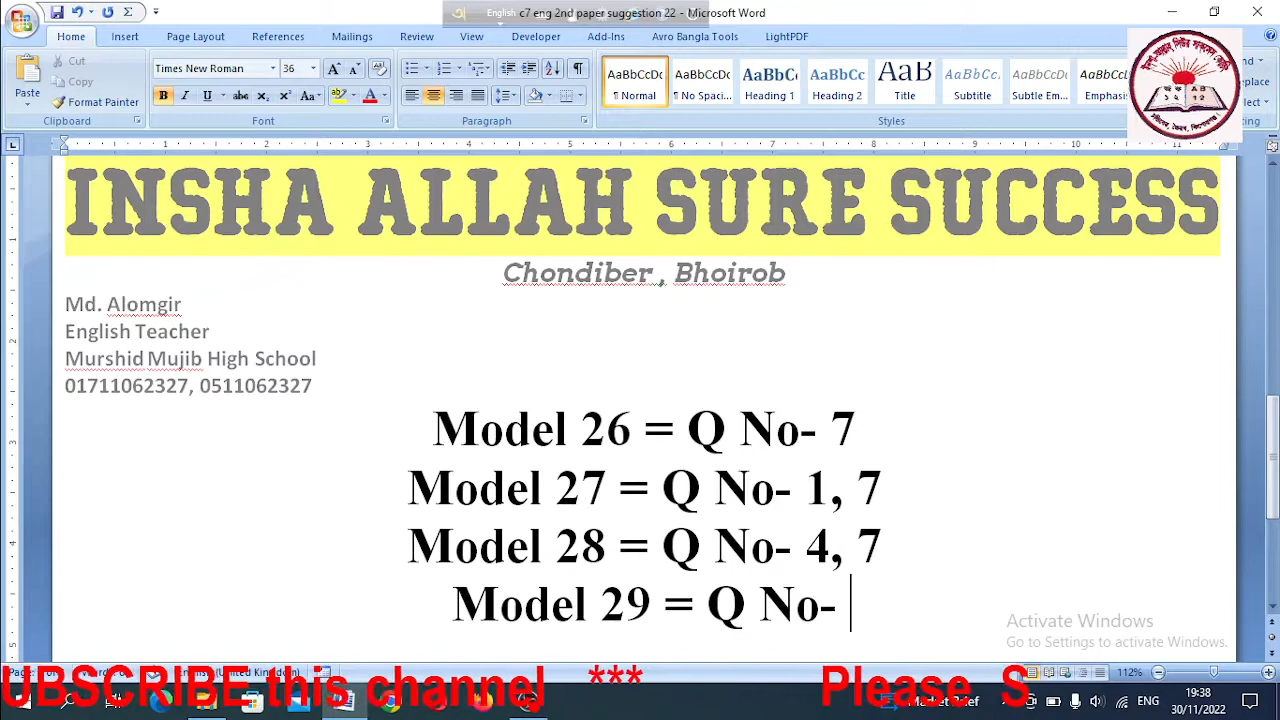 English
c7 eng 2nd paper suggestion 22 - Microsoft Word
Home Insert Page Layout References Mailings Review View Developer Add-Ins Avro Bangla Tools LightPDF
Paste
Cut
Copy
Format Painter
Clipboard
Times New Roman 36
Font
Paragraph
AaBbCcDc AaBbCcDc AaBbCc AaBbCc AaB AaBbCc. AaBbCcDc AaBbCcDc
¶ Normal ¶ No Spaci... Heading 1 Heading 2 Title Subtitle Subtle Em... Emphasis
Styles
INSHA ALLAH SURE SUCCESS
Chondiber , Bhoirob
Md. Alomgir
English Teacher
Murshid Mujib High School
01711062327, 0511062327
Model 26 = Q No- 7
Model 27 = Q No- 1, 7
Model 28 = Q No- 4, 7
Model 29 = Q No-
Activate Windows
Go to Settings to activate Windows.
(United Kingdom)
112%
UBSCRIBE this channel *** Please S
ENG
19:38
30/11/2022